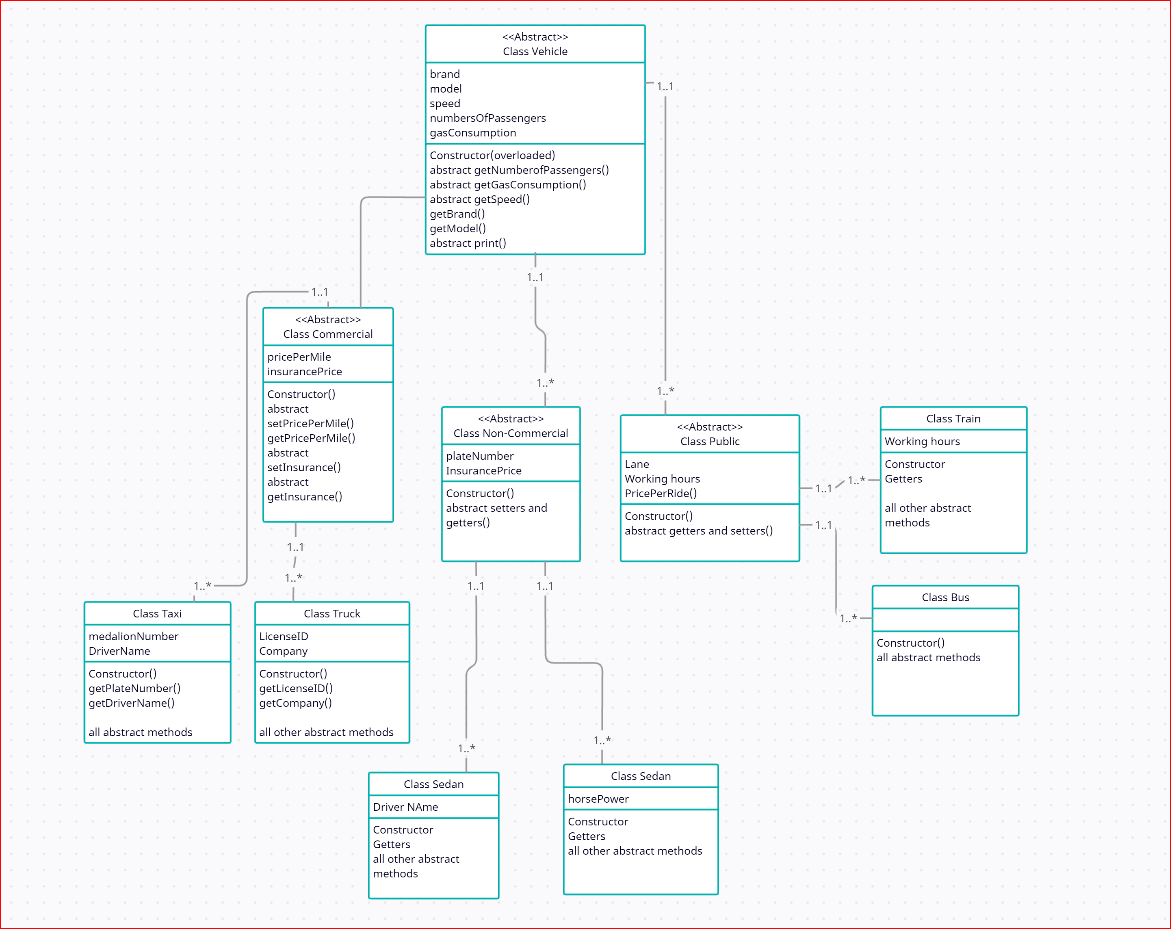 <<Abstract>>
Class Vehicle
brand
model
speed
numbersOfPassengers
gasConsumption
Constructor(overloaded)
abstract getNumberofPassengers()
abstract getGasConsumption()
abstract getSpeed()
getBrand()
getModel()
abstract print()
1..1
1..1
1..1
1..*
1..*
<<Abstract>>
Class Commercial
pricePerMile
insurancePrice
Constructor()
abstract
setPricePerMile()
getPricePerMile()
abstract
setInsurance()
abstract
getInsurance()
<<Abstract>>
Class Non-Commercial
plateNumber
InsurancePrice
Constructor()
abstract setters and
getters()
<<Abstract>>
Class Public
Lane
Working hours
PricePerRide()
Constructor()
abstract getters and setters()
1..1
1..*
1..1
1..*
Class Train
Working hours
Constructor
Getters
all other abstract
methods
Class Bus
Constructor()
all abstract methods
1..1
1..*
1..*
1..1
1..1
Class Taxi
medalionNumber
DriverName
Constructor()
getPlateNumber()
getDriverName()
all abstract methods
Class Truck
LicenseID
Company
Constructor()
getLicenseID()
getCompany()
all other abstract methods
1..*
1..*
Class Sedan
Driver NAme
Constructor
Getters
all other abstract
methods
Class Sedan
horsePower
Constructor
Getters
all other abstract methods